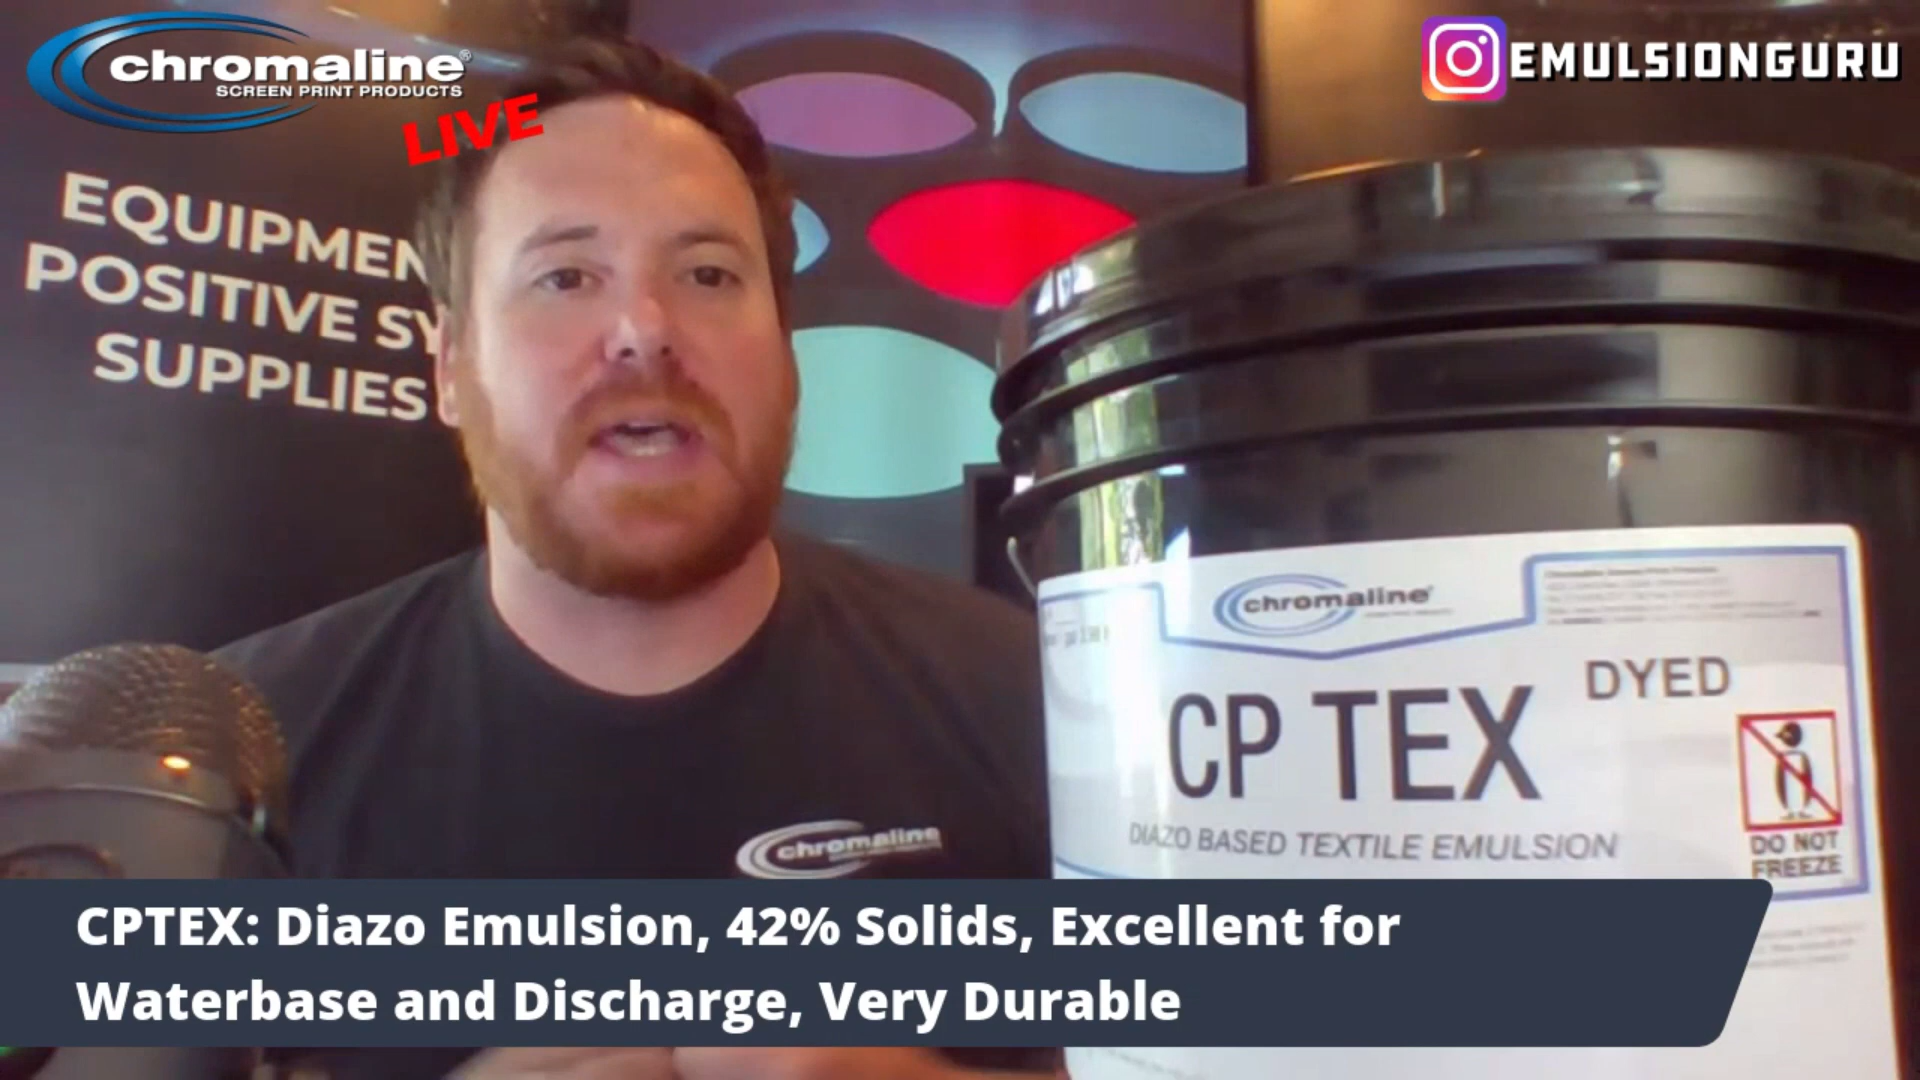 chromaline®
SCREEN PRINT PRODUCTS
LIVE
EMULSIONGURU
EQUIPMEN
POSITIVE SY
SUPPLIES
chromaline®
DYED
CP TEX
DIAZO BASED TEXTILE EMULSION
DO NOT
FREEZE
chromaline
CPTEX: Diazo Emulsion, 42% Solids, Excellent for
Waterbase and Discharge, Very Durable